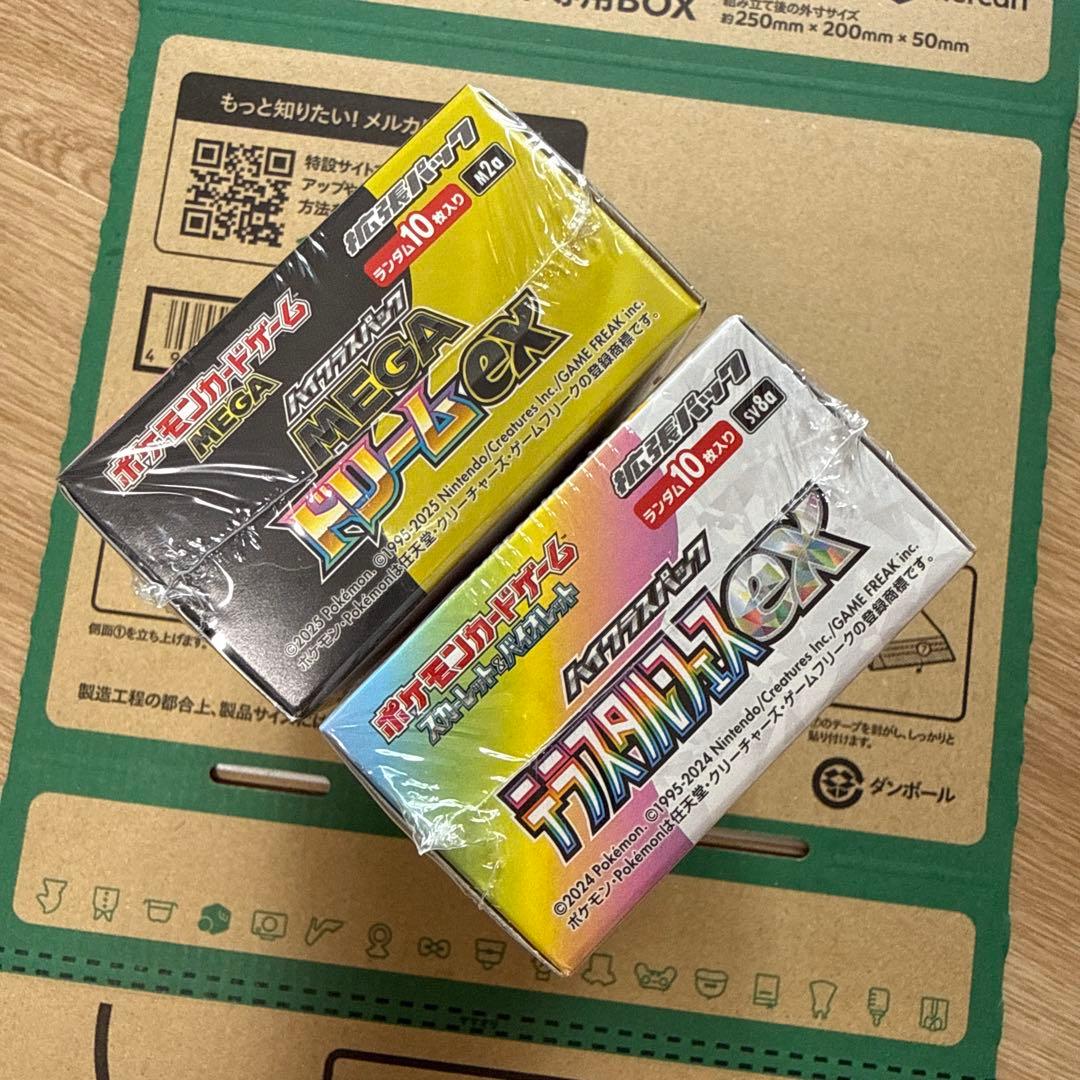 専用BOX
組み立て後の外寸サイズ
約250mm×200mm×50mm
もっと知りたい!メルカ
特設サイト
アップや
方法
拡張パック
M2a
ランダム10枚入り
ポケモンカードゲーム
MEGA
ハイクラスパック
MEGA
ドリームex
©2025 Pokémon. ©1995-2025 Nintendo/Creatures Inc./GAME FREAK inc.
ポケモン・Pokémonは任天堂・クリーチャーズ・ゲームフリークの登録商標です。
拡張パック
SV8a
ランダム10枚入り
ポケモンカードゲーム
スカーレット&バイオレット
ハイクラスパック
テラスタルフェスex
©2024 Pokémon. ©1995-2024 Nintendo/Creatures Inc./GAME FREAK inc.
ポケモン・Pokémonは任天堂・クリーチャーズ・ゲームフリークの登録商標です。
4 9
側面①を立ち上げます。
製造工程の都合上、製品サイズに
のテープを剥がし、しっかりと
貼り付けます。
ダンボール